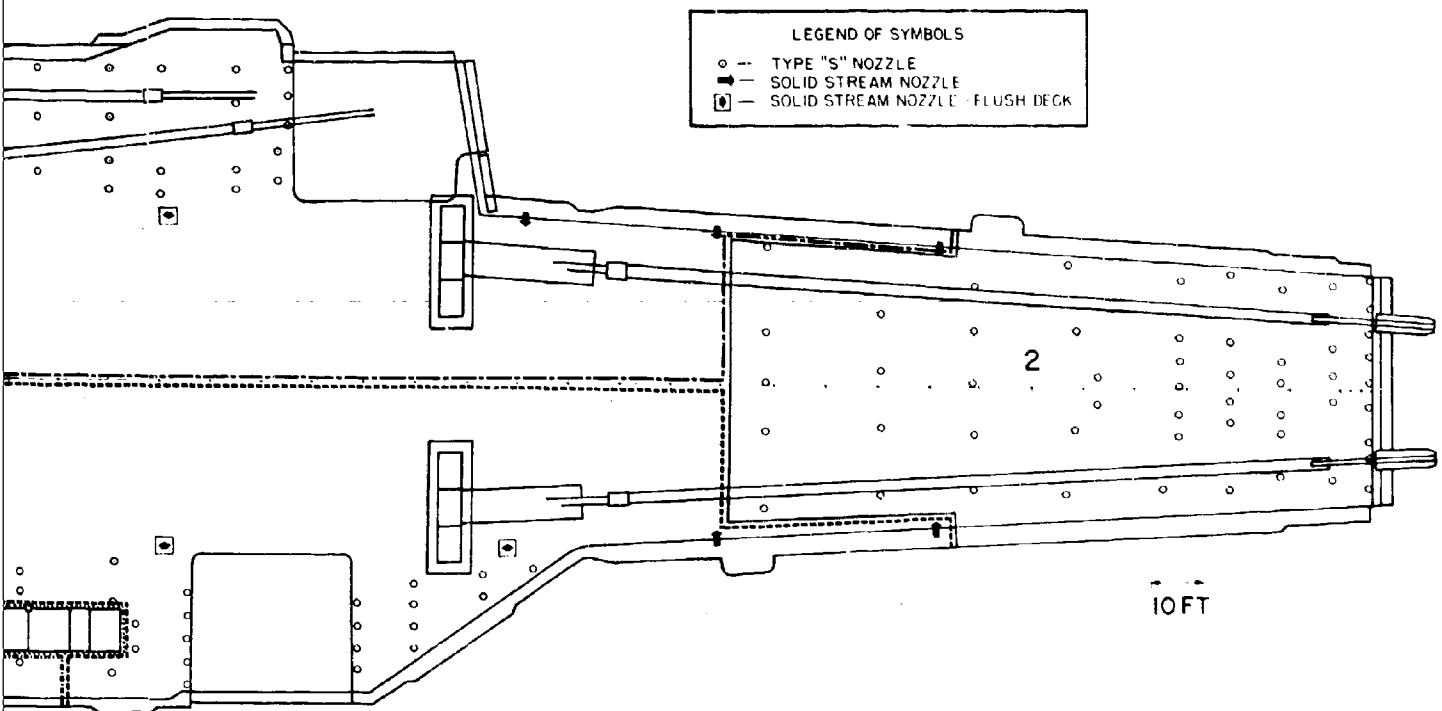 LEGEND OF SYMBOLS
TYPE "S" NOZZLE
SOLID STREAM NOZZLE
SOLID STREAM NOZZLE - FLUSH DECK
2
10 FT